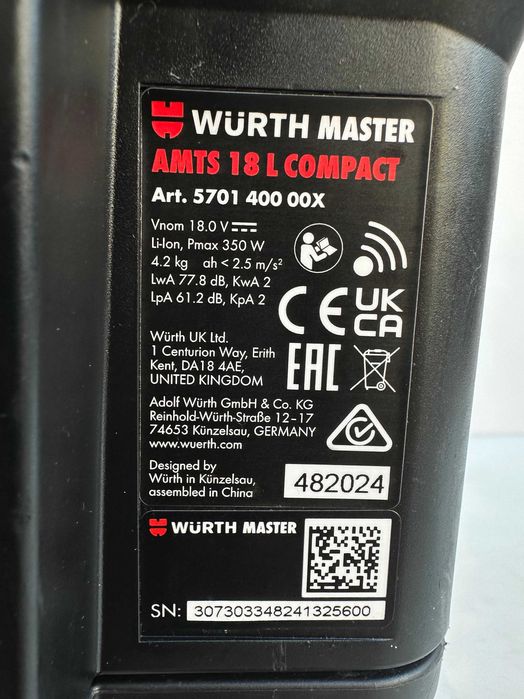 WÜRTH MASTER
AMTS 18 L COMPACT
Art. 5701 400 00X
Vnom 18.0 V
Li-Ion, Pmax 350 W
4.2 kg ah < 2.5 m/s²
LwA 77.8 dB, KwA 2
LpA 61.2 dB, KpA 2
CE
UK
CA
Würth UK Ltd.
1 Centurion Way, Erith
Kent, DA18 4AE,
UNITED KINGDOM
EAC
Adolf Würth GmbH & Co. KG
Reinhold-Würth-Straße 12–17
74653 Künzelsau, GERMANY
www.wuerth.com
Designed by
Würth in Künzelsau,
assembled in China
482024
WÜRTH MASTER
SN: 307303348241325600